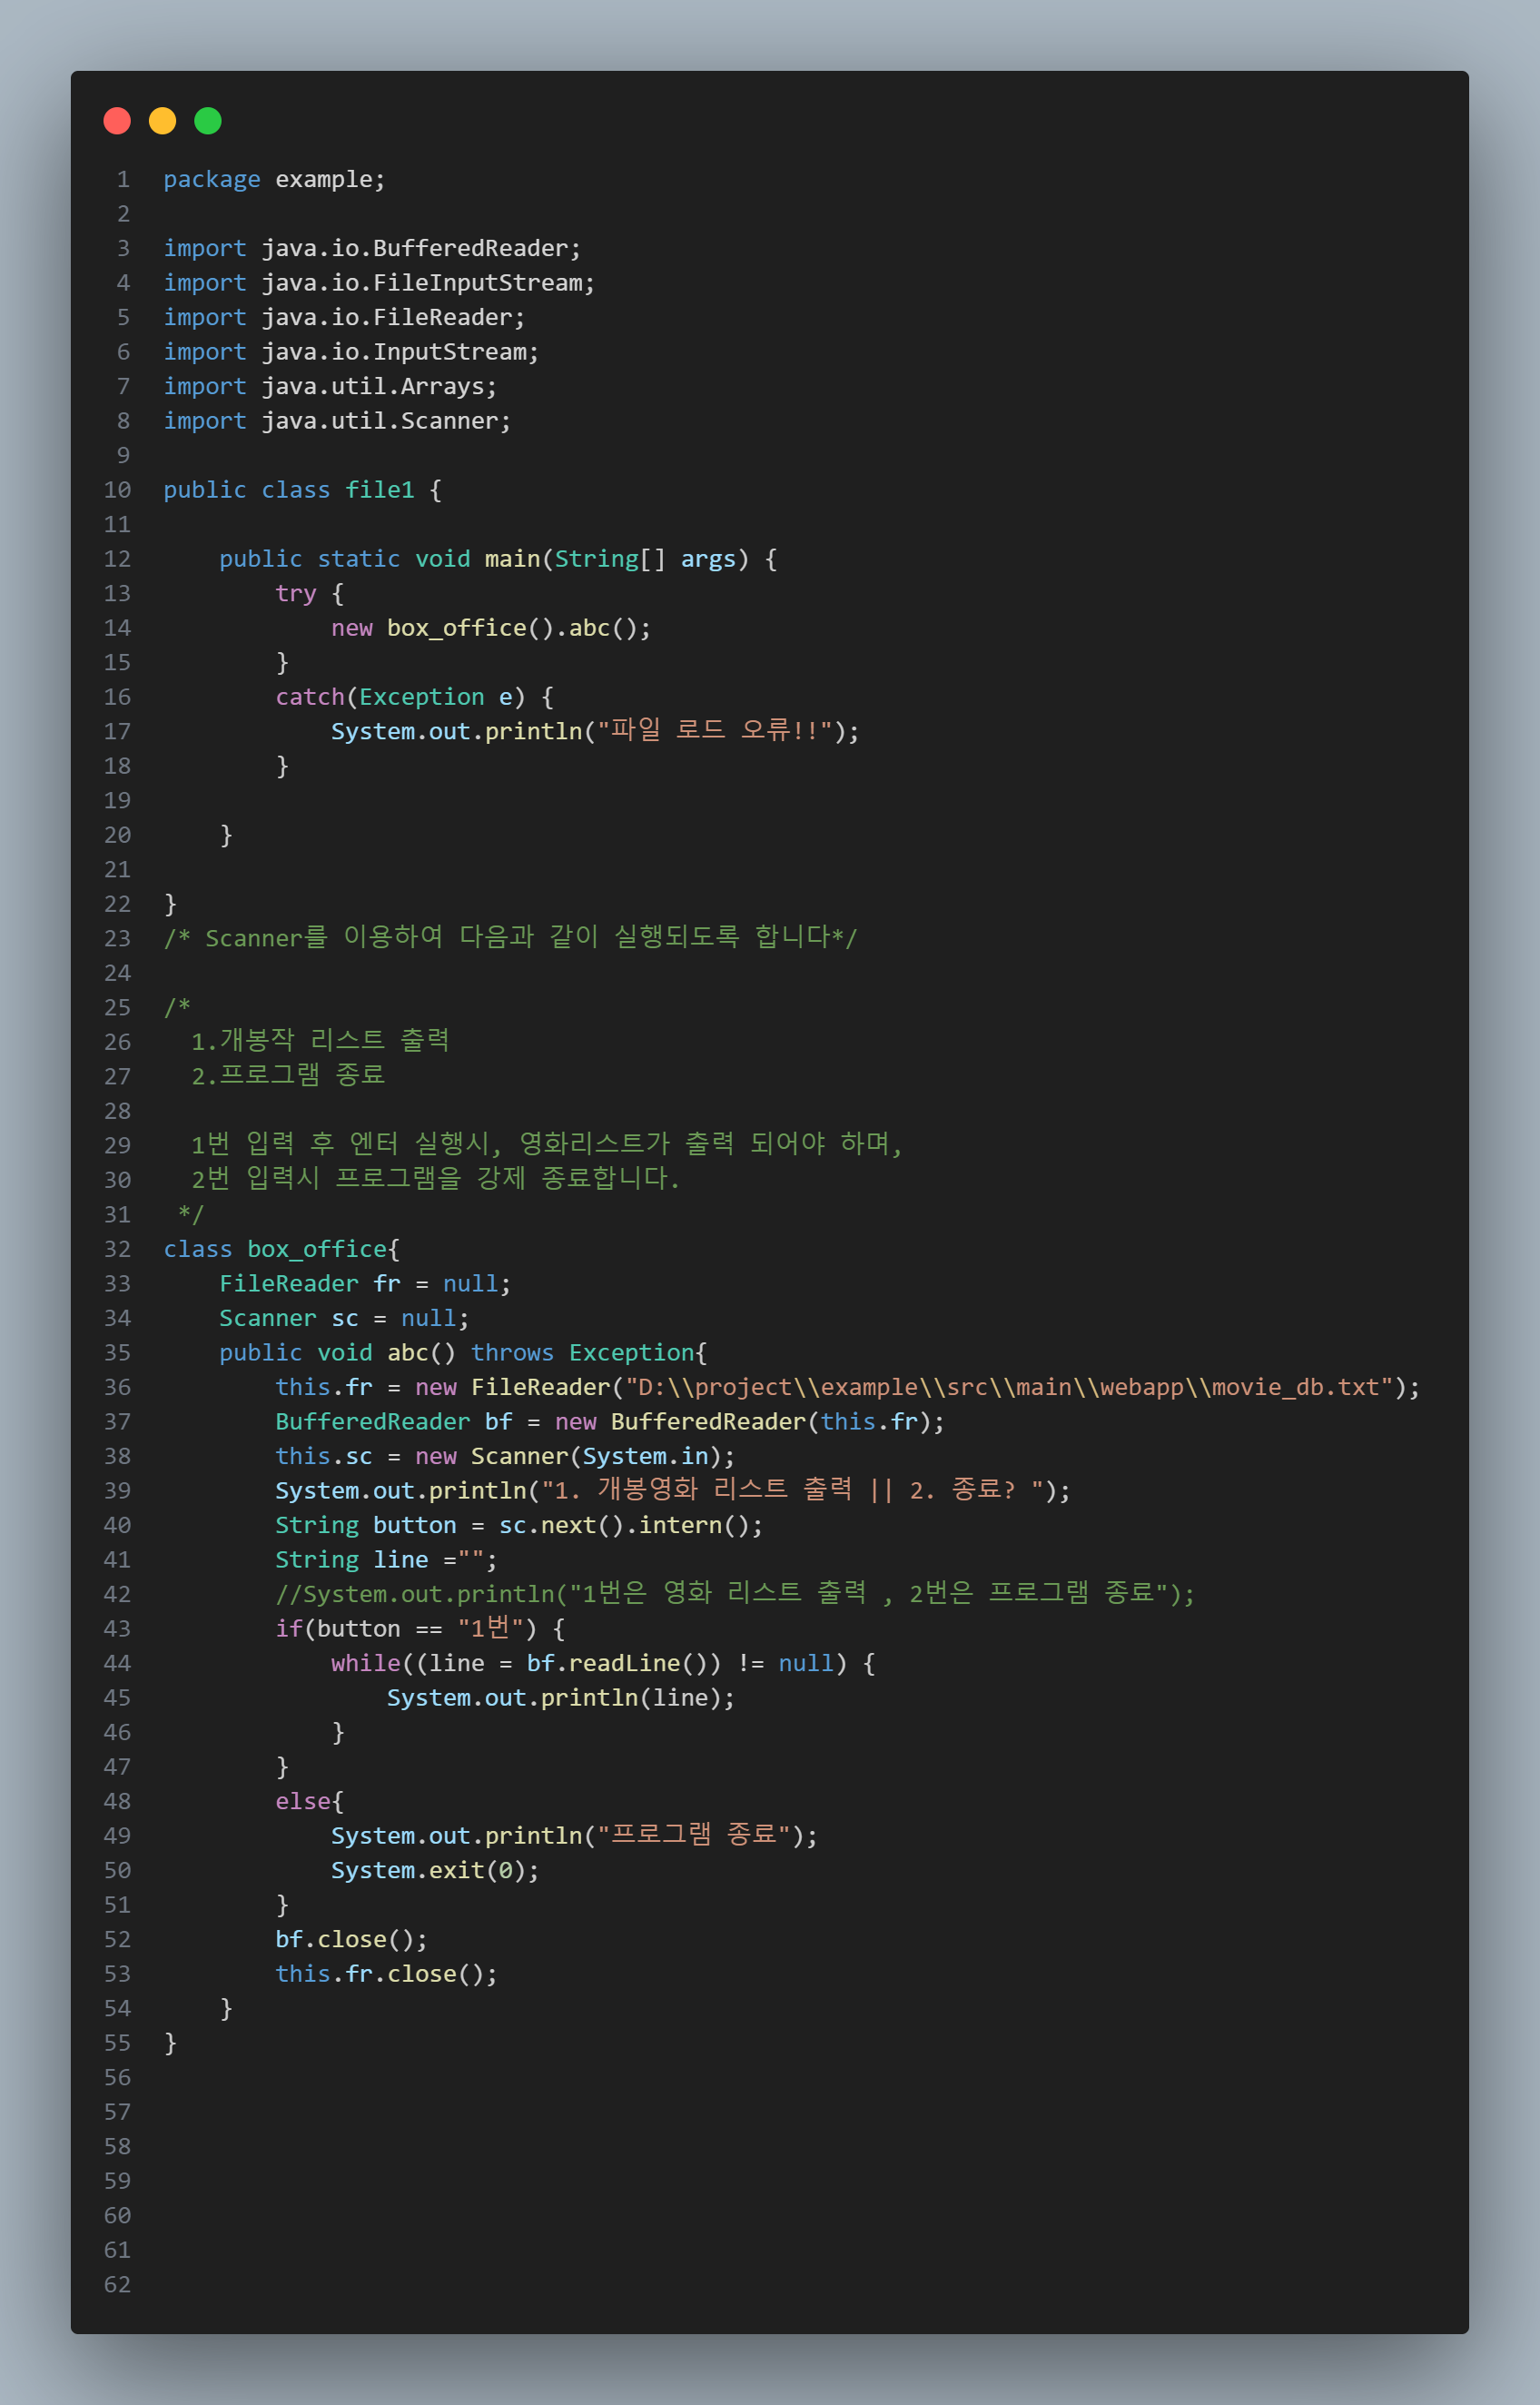 1 package example;
2
3 import java.io.BufferedReader;
4 import java.io.FileInputStream;
5 import java.io.FileReader;
6 import java.io.InputStream;
7 import java.util.Arrays;
8 import java.util.Scanner;
9
10 public class file1 {
11
12     public static void main(String[] args) {
13         try {
14             new box_office().abc();
15         }
16         catch(Exception e) {
17             System.out.println("파일 로드 오류!!");
18         }
19
20     }
21
22 }
23 /* Scanner를 이용하여 다음과 같이 실행되도록 합니다*/
24
25 /*
26   1.개봉작 리스트 출력
27   2.프로그램 종료
28
29   1번 입력 후 엔터 실행시, 영화리스트가 출력 되어야 하며,
30   2번 입력시 프로그램을 강제 종료합니다.
31  */
32 class box_office{
33     FileReader fr = null;
34     Scanner sc = null;
35     public void abc() throws Exception{
36         this.fr = new FileReader("D:\\project\\example\\src\\main\\webapp\\movie_db.txt");
37         BufferedReader bf = new BufferedReader(this.fr);
38         this.sc = new Scanner(System.in);
39         System.out.println("1. 개봉영화 리스트 출력 || 2. 종료? ");
40         String button = sc.next().intern();
41         String line ="";
42         //System.out.println("1번은 영화 리스트 출력 , 2번은 프로그램 종료");
43         if(button == "1번") {
44             while((line = bf.readLine()) != null) {
45                 System.out.println(line);
46             }
47         }
48         else{
49             System.out.println("프로그램 종료");
50             System.exit(0);
51         }
52         bf.close();
53         this.fr.close();
54     }
55 }
56
57
58
59
60
61
62